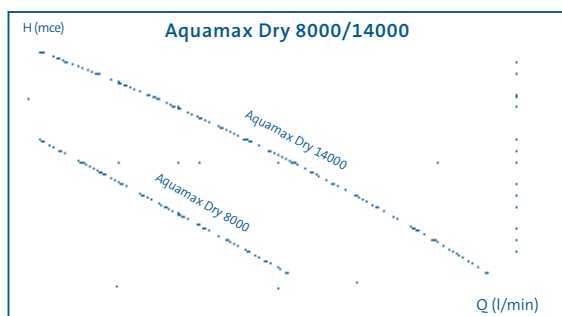 H (mce)
Aquamax Dry 8000/14000
Aquamax Dry 14000
Aquamax Dry 8000
Q (l/min)